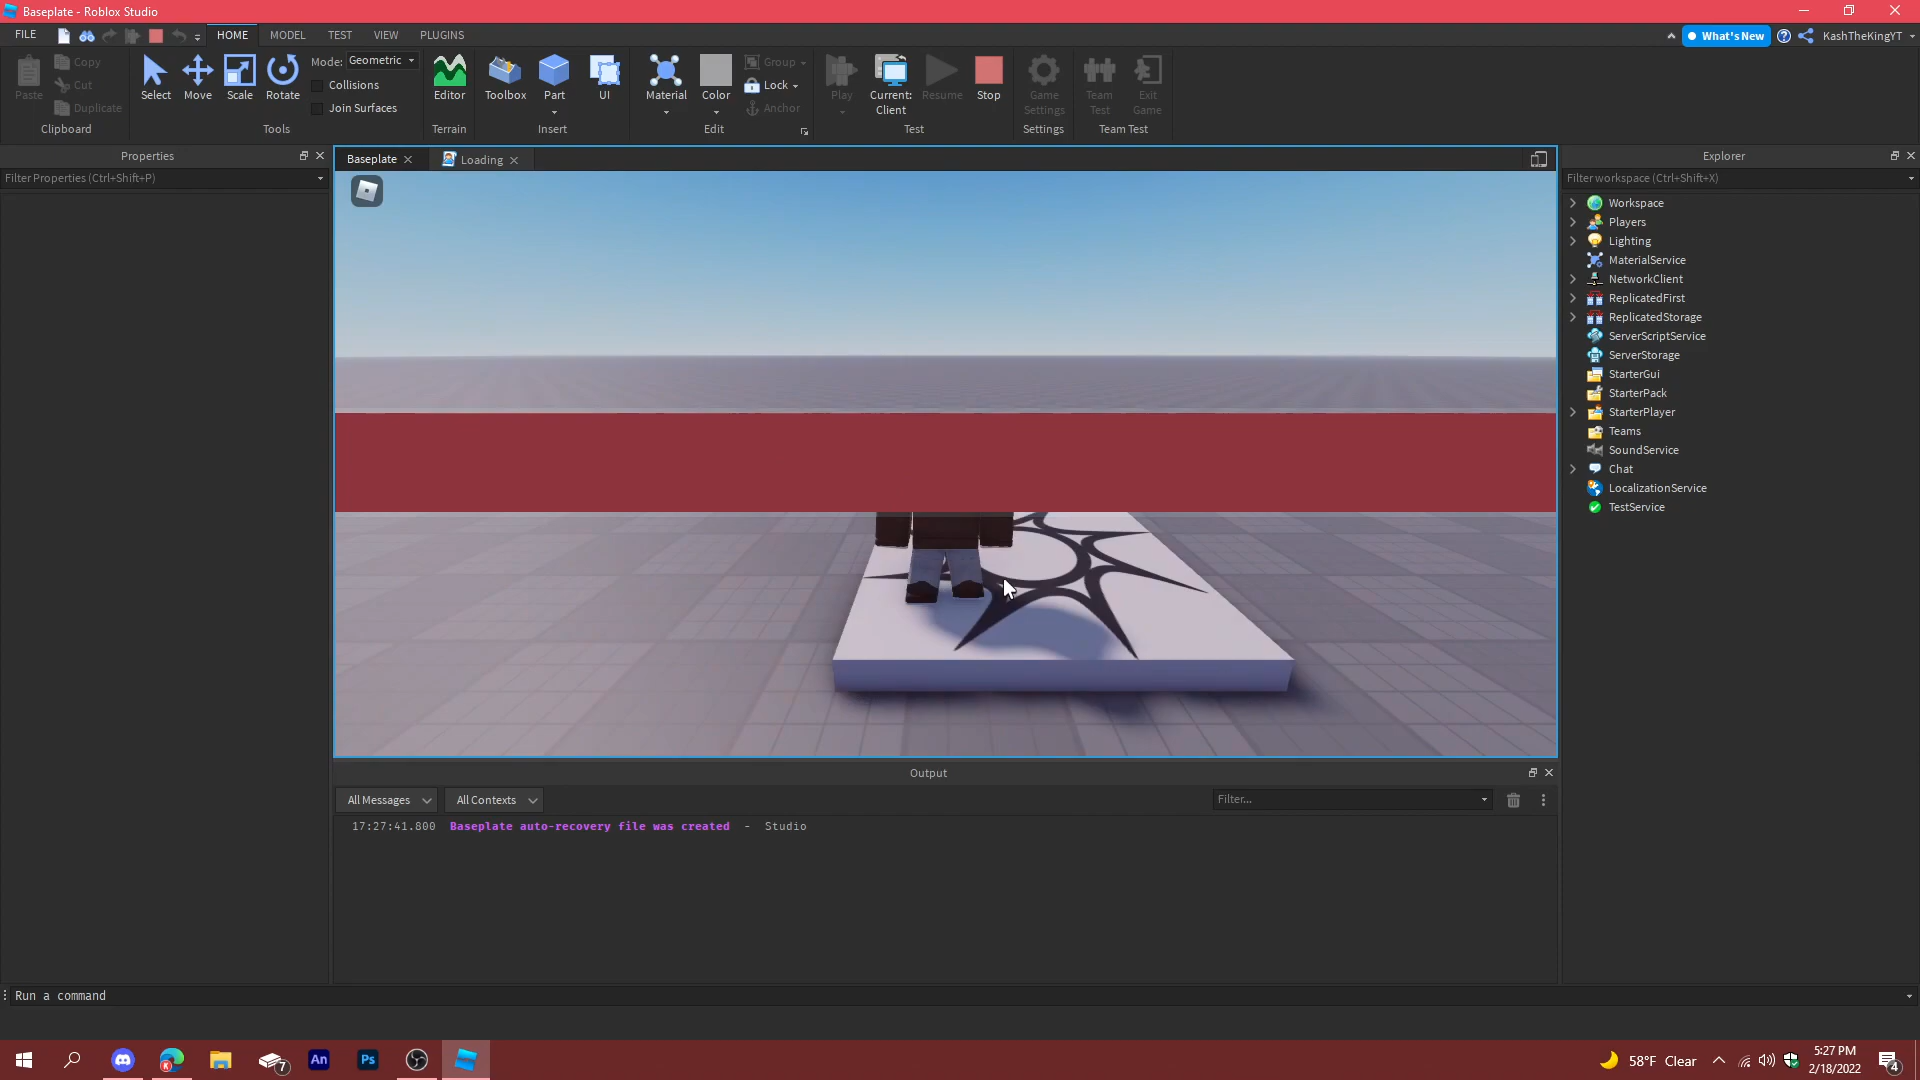 Baseplate - Roblox Studio
FILE HOME MODEL TEST VIEW PLUGINS What's New KashTheKingYT
Paste Copy Cut Duplicate
Clipboard
Select Move Scale Rotate
Mode: Geometric
Collisions
Join Surfaces
Tools
Editor
Terrain
Toolbox Part UI
Insert
Material Color
Group
Lock
Anchor
Edit
Play Current: Client Resume Stop
Test
Game Settings
Settings
Team Test Exit Game
Team Test
Properties
Filter Properties (Ctrl+Shift+P)
Baseplate Loading
Explorer
Filter workspace (Ctrl+Shift+X)
Workspace
Players
Lighting
MaterialService
NetworkClient
ReplicatedFirst
ReplicatedStorage
ServerScriptService
ServerStorage
StarterGui
StarterPack
StarterPlayer
Teams
SoundService
Chat
LocalizationService
TestService
Output
All Messages All Contexts Filter...
17:27:41.800 Baseplate auto-recovery file was created - Studio
Run a command
7 An Ps
58°F Clear
5:27 PM
2/18/2022
4